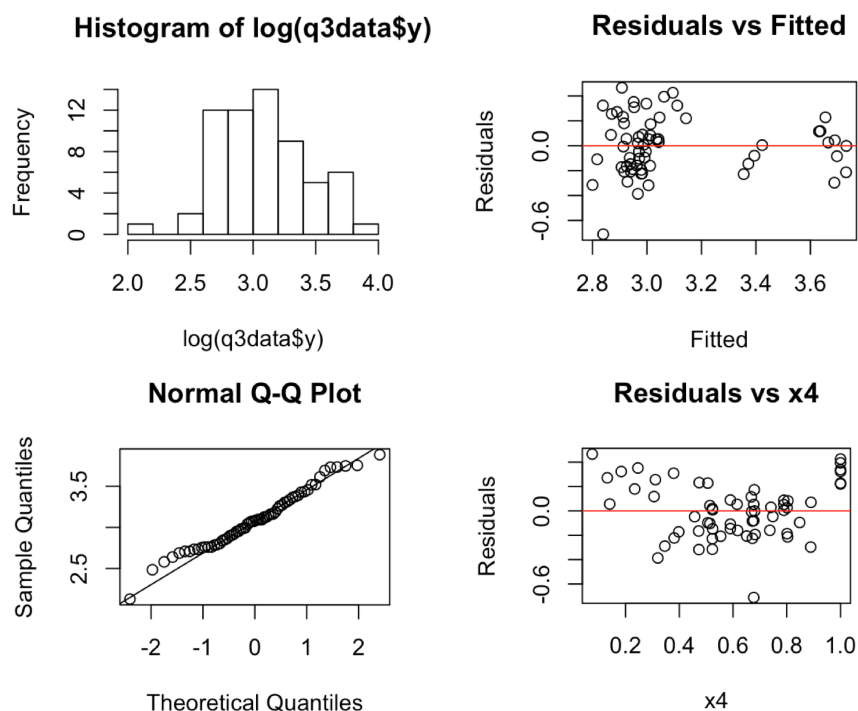 Histogram of log(q3data$y)
Frequency
12
8
4
0
2.0 2.5 3.0 3.5 4.0
log(q3data$y)
Residuals vs Fitted
Residuals
0.0
-0.6
2.8 3.0 3.2 3.4 3.6
Fitted
Normal Q-Q Plot
Sample Quantiles
3.5
2.5
-2 -1 0 1 2
Theoretical Quantiles
Residuals vs x4
Residuals
0.0
-0.6
0.2 0.4 0.6 0.8 1.0
x4